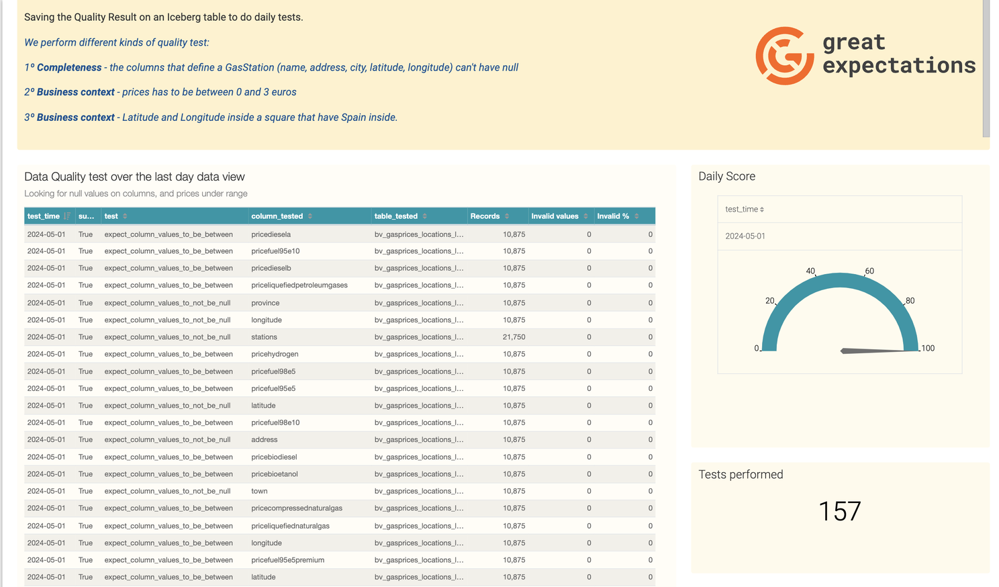 Saving the Quality Result on an Iceberg table to do daily tests.
We perform different kinds of quality test:
1º Completeness - the columns that define a GasStation (name, address, city, latitude, longitude) can't have null
2º Business context - prices has to be between 0 and 3 euros
3º Business context - Latitude and Longitude inside a square that have Spain inside.
great
expectations
Data Quality test over the last day data view
Looking for null values on columns, and prices under range
test_time su... test column_tested table_tested Records Invalid values Invalid %
2024-05-01 True expect_column_values_to_be_between pricediesela bv_gasprices_locations_l... 10,875 0 0
2024-05-01 True expect_column_values_to_be_between pricefuel95e10 bv_gasprices_locations_l... 10,875 0 0
2024-05-01 True expect_column_values_to_be_between pricedieselb bv_gasprices_locations_l... 10,875 0 0
2024-05-01 True expect_column_values_to_be_between priceliquefiedpetroleumgases bv_gasprices_locations_l... 10,875 0 0
2024-05-01 True expect_column_values_to_not_be_null province bv_gasprices_locations_l... 10,875 0 0
2024-05-01 True expect_column_values_to_not_be_null longitude bv_gasprices_locations_l... 10,875 0 0
2024-05-01 True expect_column_values_to_not_be_null stations bv_gasprices_locations_l... 21,750 0 0
2024-05-01 True expect_column_values_to_be_between pricehydrogen bv_gasprices_locations_l... 10,875 0 0
2024-05-01 True expect_column_values_to_be_between pricefuel98e5 bv_gasprices_locations_l... 10,875 0 0
2024-05-01 True expect_column_values_to_be_between pricefuel95e5 bv_gasprices_locations_l... 10,875 0 0
2024-05-01 True expect_column_values_to_not_be_null latitude bv_gasprices_locations_l... 10,875 0 0
2024-05-01 True expect_column_values_to_be_between pricefuel98e10 bv_gasprices_locations_l... 10,875 0 0
2024-05-01 True expect_column_values_to_not_be_null address bv_gasprices_locations_l... 10,875 0 0
2024-05-01 True expect_column_values_to_be_between pricebiodiesel bv_gasprices_locations_l... 10,875 0 0
2024-05-01 True expect_column_values_to_be_between pricebioetanol bv_gasprices_locations_l... 10,875 0 0
2024-05-01 True expect_column_values_to_not_be_null town bv_gasprices_locations_l... 10,875 0 0
2024-05-01 True expect_column_values_to_be_between pricecompressednaturalgas bv_gasprices_locations_l... 10,875 0 0
2024-05-01 True expect_column_values_to_be_between priceliquefiednaturalgas bv_gasprices_locations_l... 10,875 0 0
2024-05-01 True expect_column_values_to_be_between longitude bv_gasprices_locations_l... 10,875 0 0
2024-05-01 True expect_column_values_to_be_between pricefuel95e5premium bv_gasprices_locations_l... 10,875 0 0
2024-05-01 True expect_column_values_to_be_between latitude bv_gasprices_locations_l... 10,875 0 0
Daily Score
test_time
2024-05-01
40 60
20 80
0 100
Tests performed
157